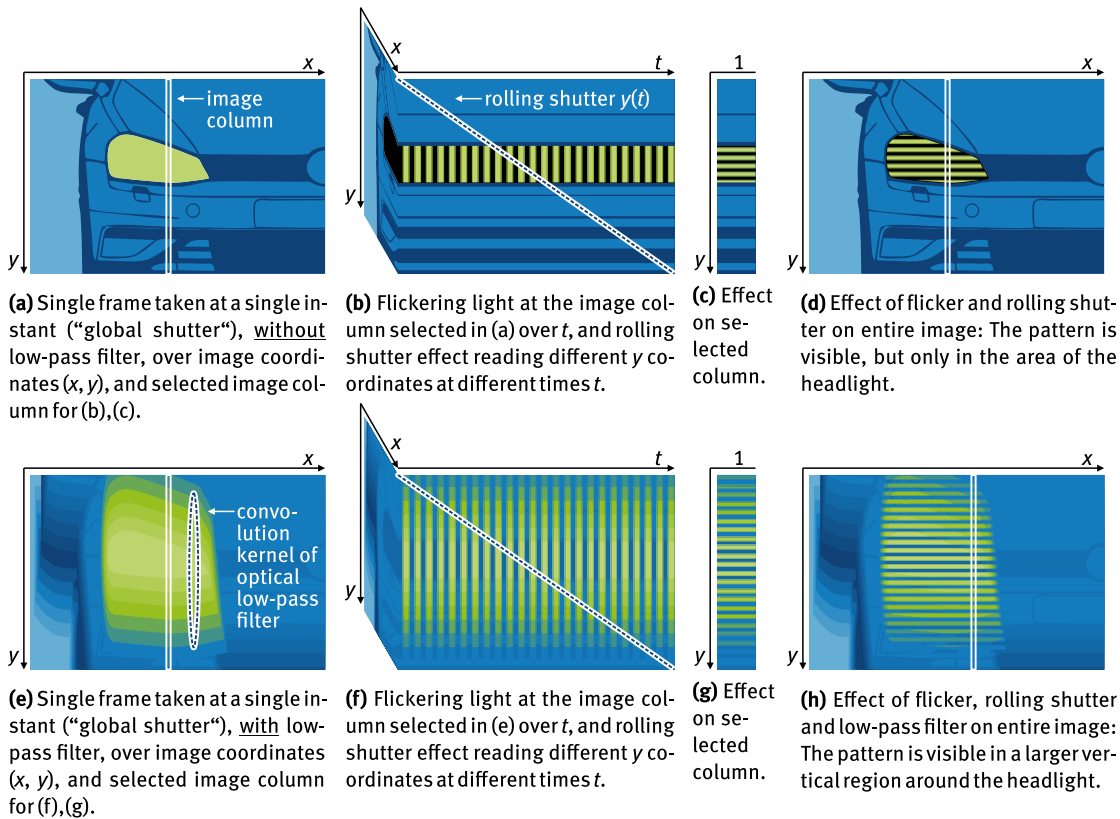 x
y
image
column
(a) Single frame taken at a single in-
stant (“global shutter“), without
low-pass filter, over image coordi-
nates (x, y), and selected image col-
umn for (b),(c).
x
t
y
rolling shutter y(t)
(b) Flickering light at the image col-
umn selected in (a) over t, and rolling
shutter effect reading different y co-
ordinates at different times t.
1
(c) Effect
on se-
lected
column.
x
y
(d) Effect of flicker and rolling shut-
ter on entire image: The pattern is
visible, but only in the area of the
headlight.
x
y
convo-
lution
kernel of
optical
low-pass
filter
(e) Single frame taken at a single in-
stant (“global shutter“), with low-
pass filter, over image coordinates
(x, y), and selected image column
for (f),(g).
x
t
y
(f) Flickering light at the image col-
umn selected in (e) over t, and rolling
shutter effect reading different y co-
ordinates at different times t.
1
(g) Effect
on se-
lected
column.
x
y
(h) Effect of flicker, rolling shutter
and low-pass filter on entire image:
The pattern is visible in a larger ver-
tical region around the headlight.